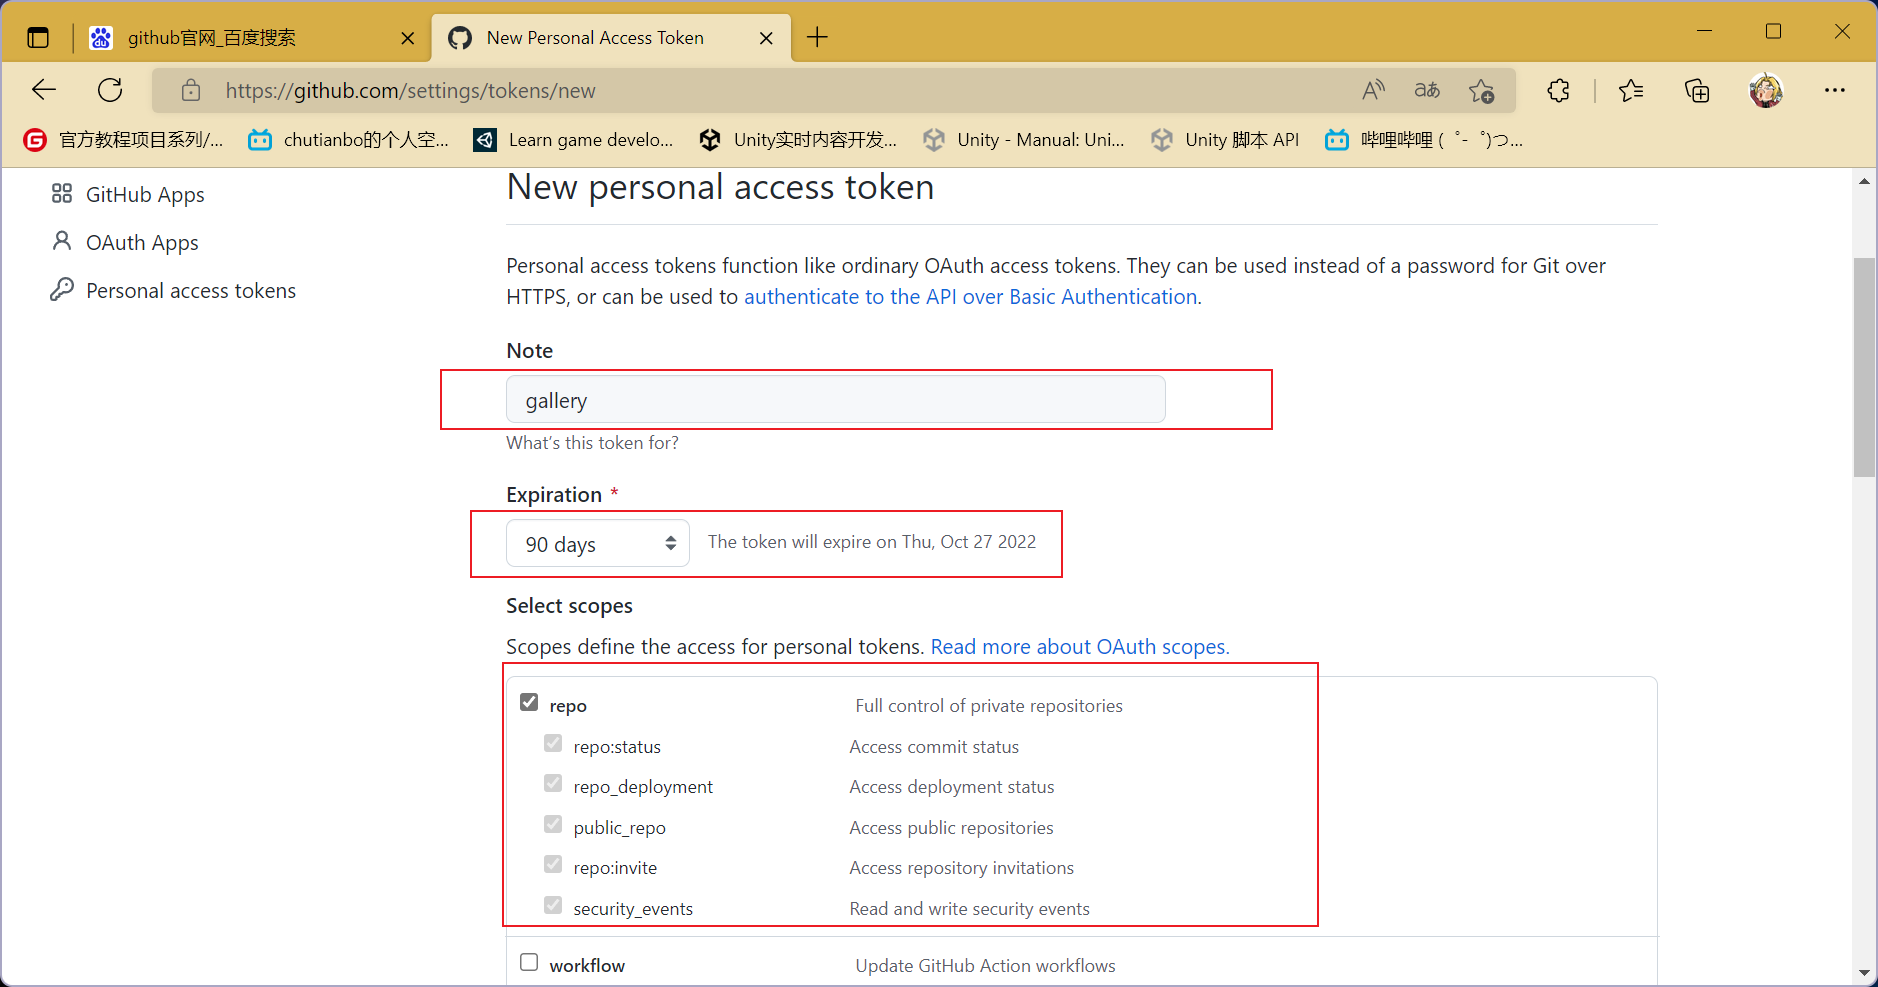 github官网_百度搜索
New Personal Access Token
https://github.com/settings/tokens/new
官方教程项目系列/...
chutianbo的个人空...
Learn game develo...
Unity实时内容开发...
Unity - Manual: Uni...
Unity 脚本 API
哔哩哔哩 ( ゜- ゜)つ...
GitHub Apps
OAuth Apps
Personal access tokens
New personal access token
Personal access tokens function like ordinary OAuth access tokens. They can be used instead of a password for Git over
HTTPS, or can be used to authenticate to the API over Basic Authentication.
Note
gallery
What's this token for?
Expiration *
90 days
The token will expire on Thu, Oct 27 2022
Select scopes
Scopes define the access for personal tokens. Read more about OAuth scopes.
repo Full control of private repositories
repo:status Access commit status
repo_deployment Access deployment status
public_repo Access public repositories
repo:invite Access repository invitations
security_events Read and write security events
workflow Update GitHub Action workflows